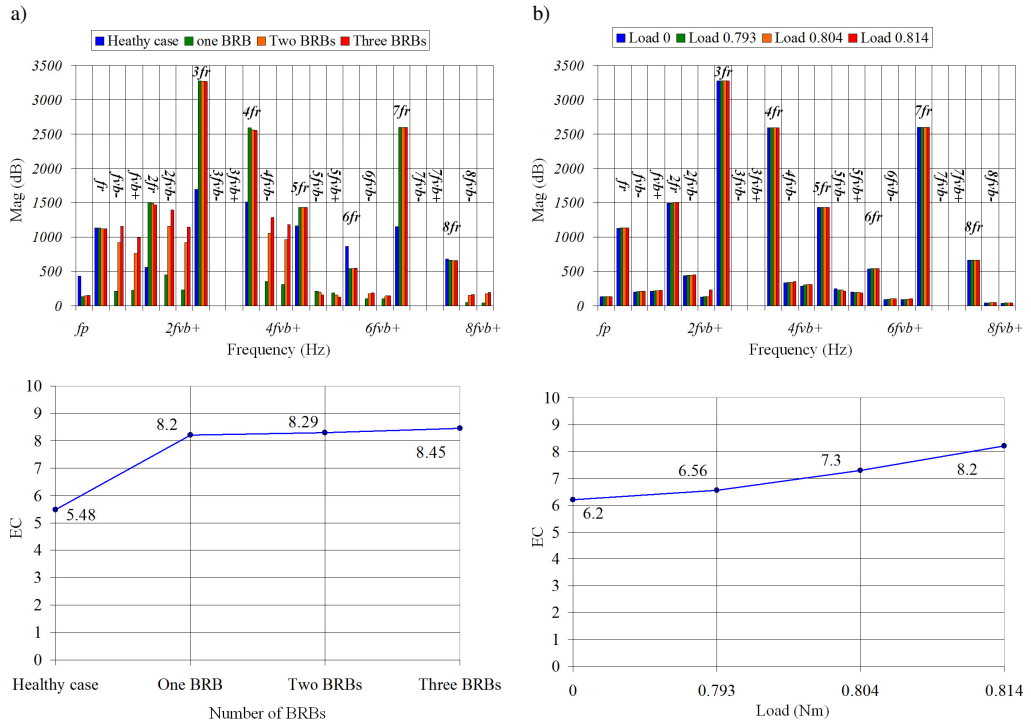 a)
Heathy case one BRB Two BRBs Three BRBs
3500
3000
2500
2000
1500
1000
500
0
Mag (dB)
fr
fvb-
fvb+
2fr
2fvb-
3fr
3fvb-
3fvb+
4fr
4fvb-
5fr
5fvb-
5fvb+
6fr
6fvb-
7fr
7fvb-
7fvb+
8fr
8fvb-
fp 2fvb+ 4fvb+ 6fvb+ 8fvb+
Frequency (Hz)
b)
Load 0 Load 0.793 Load 0.804 Load 0.814
3500
3000
2500
2000
1500
1000
500
0
Mag (dB)
fr
fvb-
fvb+
2fr
2fvb-
3fr
3fvb-
3fvb+
4fr
4fvb-
5fr
5fvb-
5fvb+
6fr
6fvb-
7fr
7fvb-
7fvb+
8fr
8fvb-
fp 2fvb+ 4fvb+ 6fvb+ 8fvb+
Frequency (Hz)
10
9
8
7
6
5
4
3
2
1
0
EC
5.48
8.2
8.29
8.45
Healthy case One BRB Two BRBs Three BRBs
Number of BRBs
10
9
8
7
6
5
4
3
2
1
0
EC
6.2
6.56
7.3
8.2
0 0.793 0.804 0.814
Load (Nm)